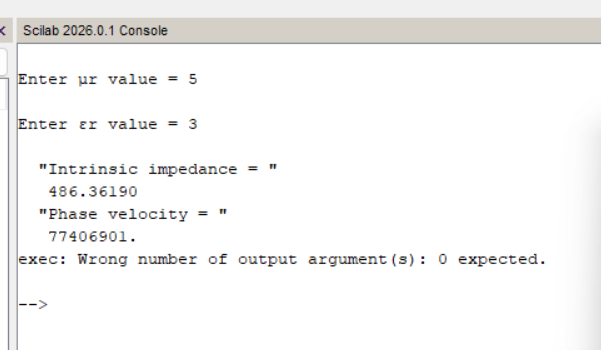 Scilab 2026.0.1 Console
Enter μr value = 5
Enter εr value = 3
"Intrinsic impedance = "
486.36190
"Phase velocity = "
77406901.
exec: Wrong number of output argument(s): 0 expected.
-->